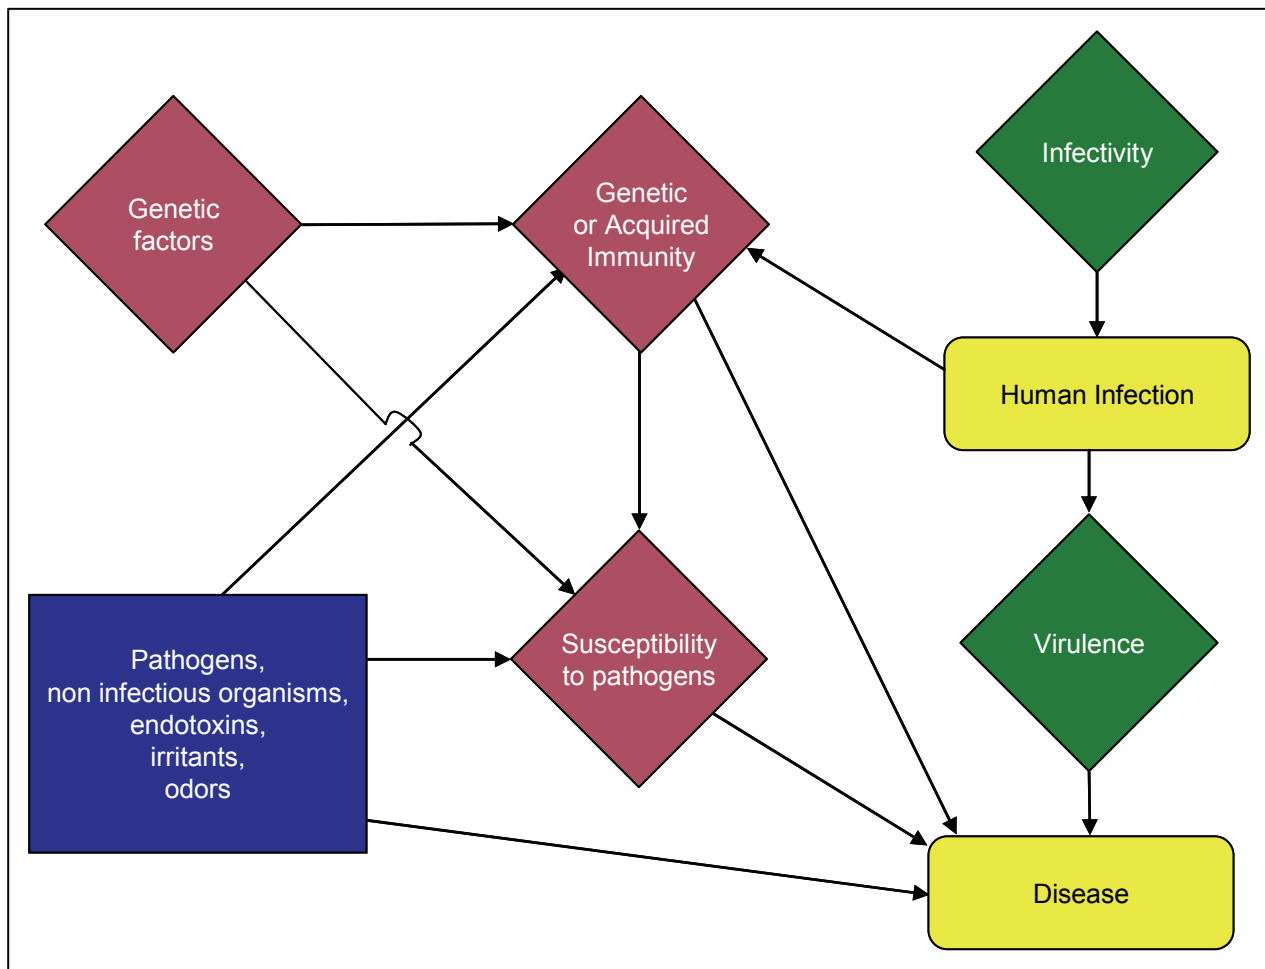 Infectivity
Genetic
factors
Genetic
or Acquired
Immunity
Human Infection
Susceptibility
to pathogens
Virulence
Pathogens,
non infectious organisms,
endotoxins,
irritants,
odors
Disease